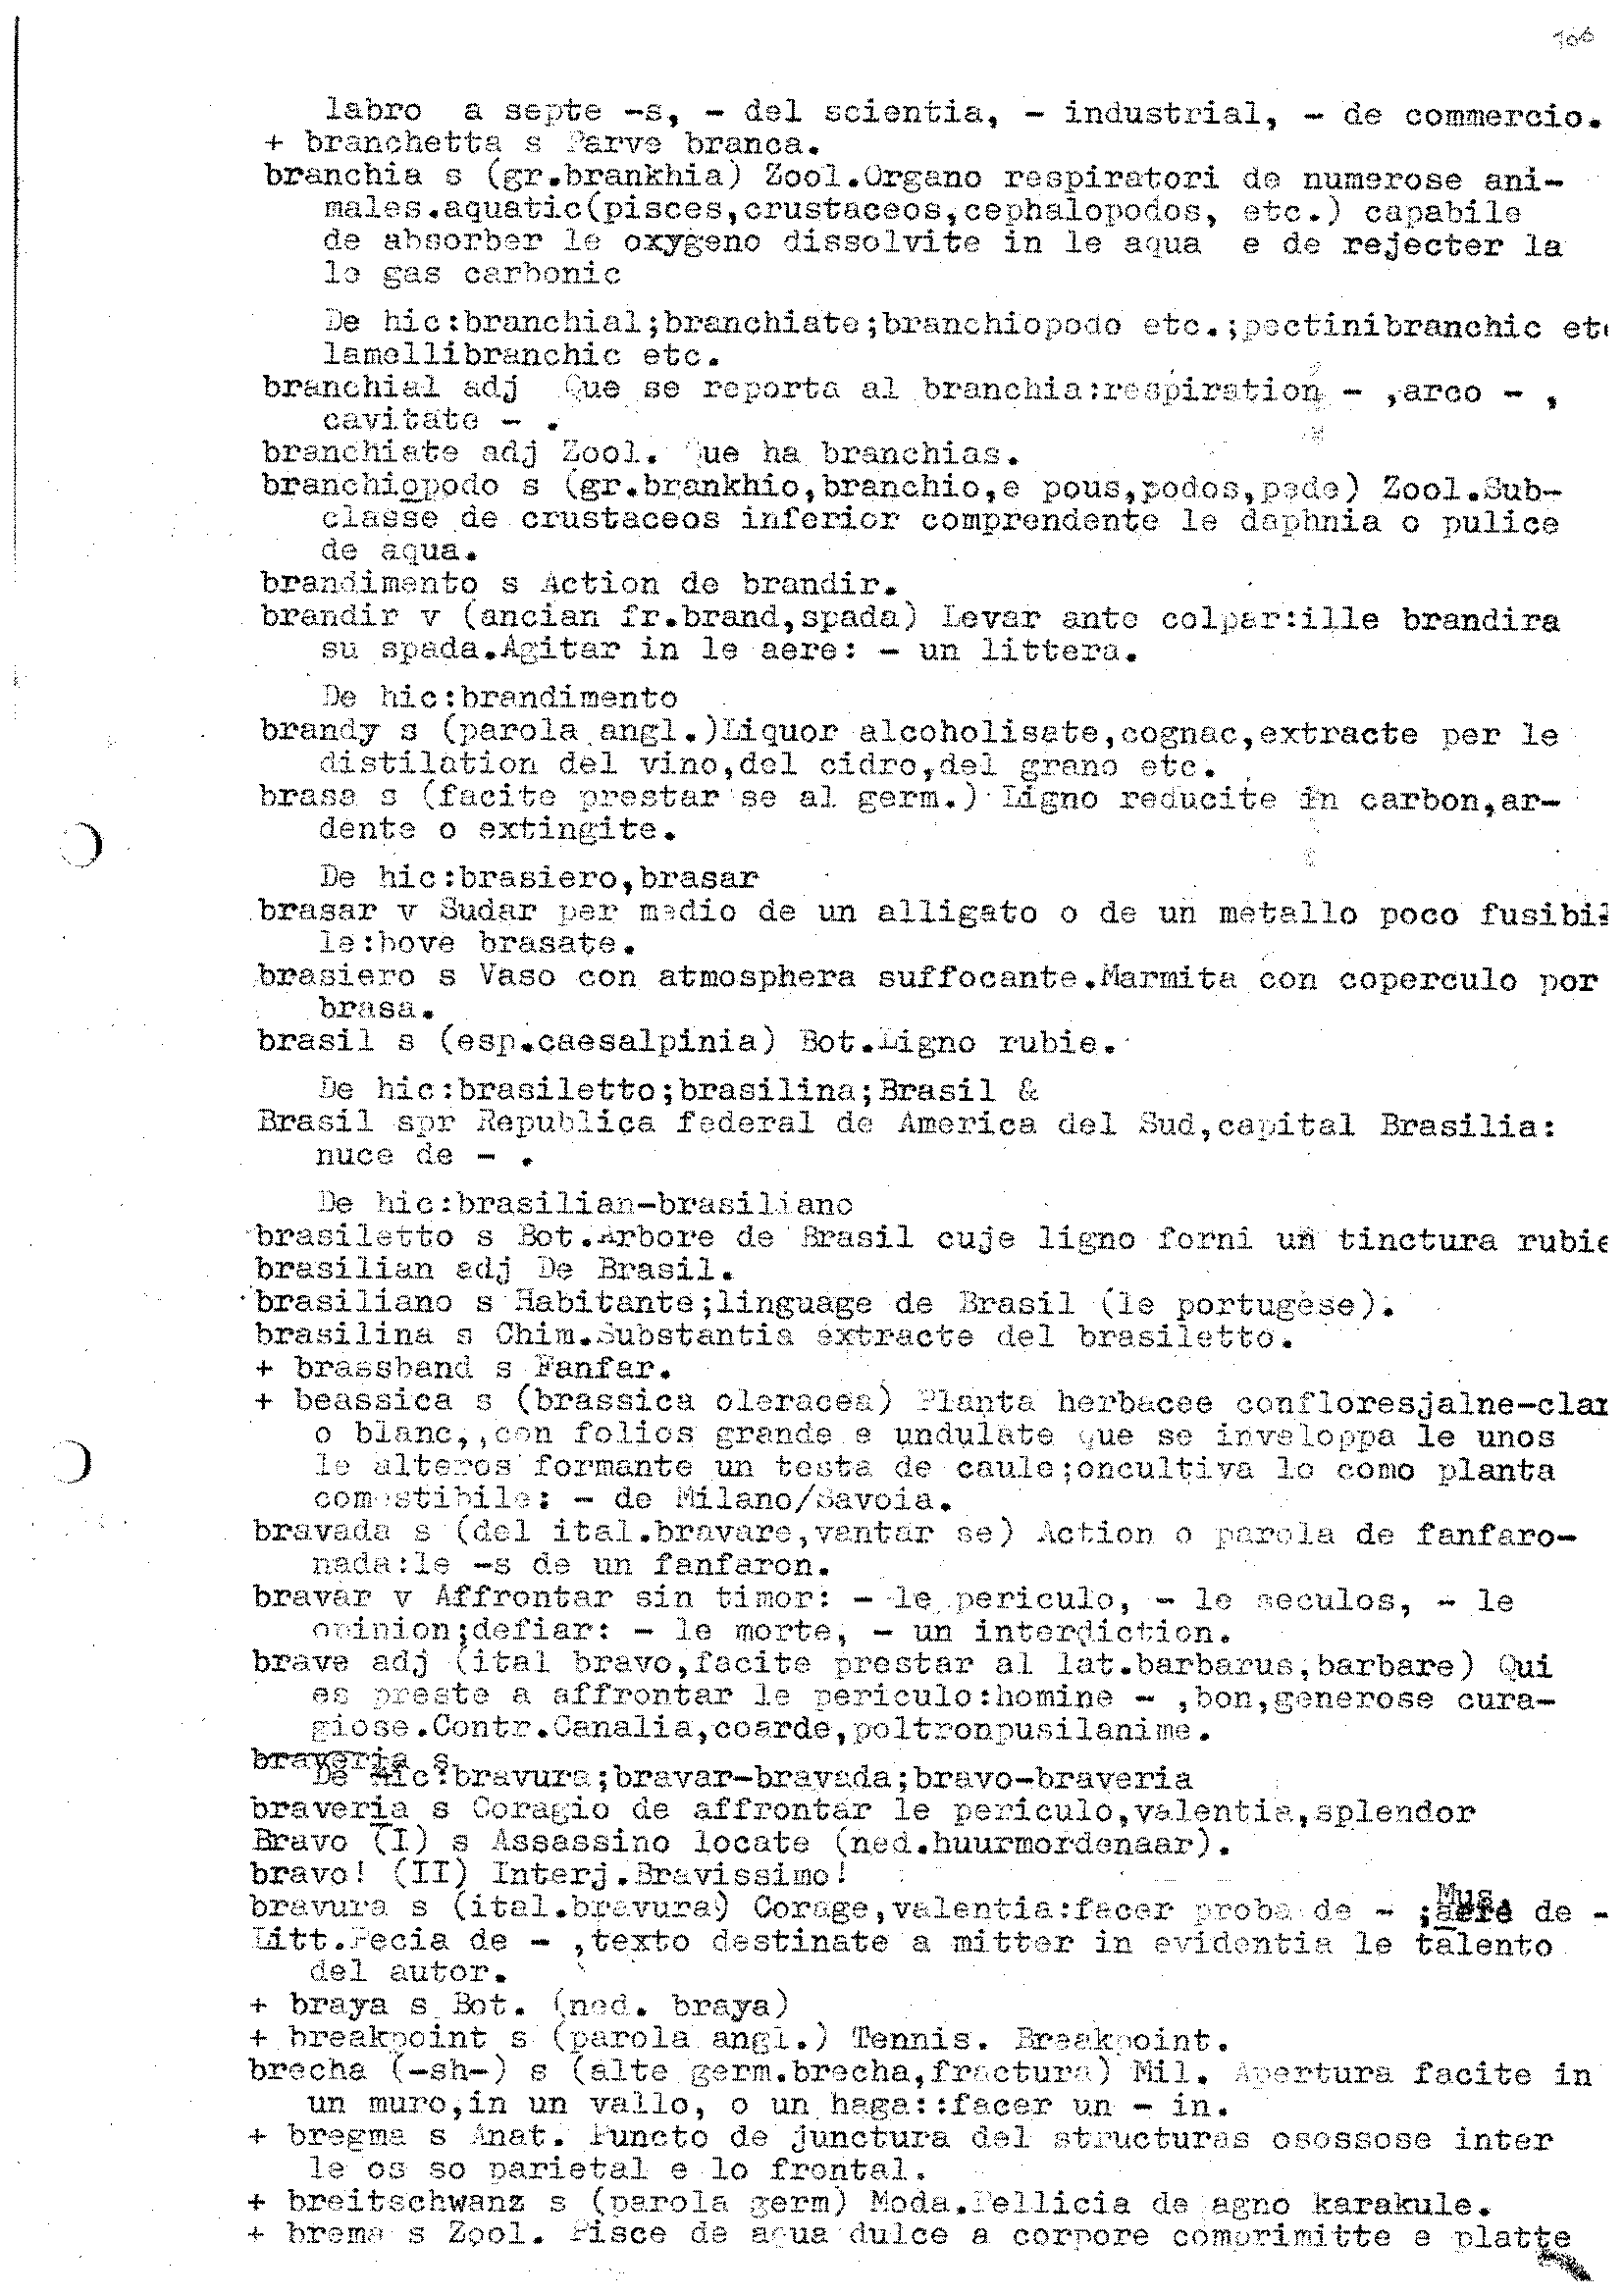 106
labro a septe -s, - del scientia, - industrial, - de commercio.
+ branchetta s Parve branca.
branchia s (gr.brankhia) Zool.Organo respiratori de numerose ani-
males.aquatic(pisces,crustaceos,cephalopodos, etc.) capabile
de absorber le oxygeno dissolvite in le aqua e de rejecter la
le gas carbonic
De hic:branchial;branchiate;branchiopodo etc.;pectinibranchic etc
lamellibranchic etc.
branchial adj Que se reporta al branchia:respiration - ,arco - ,
cavitate - .
branchiate adj Zool. Que ha branchias.
branchiopodo s (gr.brankhio,branchio,e pous,podos,pede) Zool.Sub-
classe de crustaceos inferior comprendente le daphnia o pulice
de aqua.
brandimento s Action de brandir.
brandir v (ancian fr.brand,spada) Levar ante colpar:ille brandira
su spada.Agitar in le aere: - un littera.
De hic:brandimento
brandy s (parola angl.)Liquor alcoholisate,cognac,extracte per le
distilation del vino,del cidro,del grano etc.
brasa s (facite prestar se al germ.) Ligno reducite in carbon,ar-
dente o extingite.
De hic:brasiero,brasar
brasar v Sudar per medio de un alligato o de un metallo poco fusibi-
le:bove brasate.
brasiero s Vaso con atmosphera suffocante.Marmita con coperculo por
brasa.
brasil s (esp.caesalpinia) Bot.Ligno rubie.
De hic:brasiletto;brasilina;Brasil &
Brasil spr Republica federal de America del Sud,capital Brasilia:
nuce de - .
De hic:brasilian-brasiliano
brasiletto s Bot.Arbore de Brasil cuje ligno forni un tinctura rubie
brasilian adj De Brasil.
brasiliano s Habitante;linguage de Brasil (le portugese).
brasilina s Chim.Substantia extracte del brasiletto.
+ brassband s Fanfar.
+ beassica s (brassica oleracea) Planta herbacee confloresjalne-clar
o blanc,,con folios grande e undulate que se inveloppa le unos
le alteros formante un testa de caule;oncultiva lo como planta
comestibile: - de Milano/Savoia.
bravada s (del ital.bravare,vantar se) Action o parola de fanfaro-
nada:le -s de un fanfaron.
bravar v Affrontar sin timor: - le periculo, - le seculos, - le
opinion;defiar: - le morte, - un interdiction.
brave adj (ital bravo,facite prestar al lat.barbarus,barbare) Qui
es preste a affrontar le periculo:homine - ,bon,generose cura-
giose.Contr.Canalia,coarde,poltronpusilanime.
braveria s
De hic:bravura;bravar-bravada;bravo-braveria
braveria s Coragio de affrontar le periculo,valentia,splendor
Bravo (I) s Assassino locate (ned.huurmordenaar).
bravo! (II) Interj.Bravissimo!
bravura s (ital.bravura) Corage,valentia:facer proba de - ;Mus. aere de -
Litt.Pecia de - ,texto destinate a mitter in evidentia le talento
del autor.
+ braya s Bot. (ned. braya)
+ breakpoint s (parola angl.) Tennis. Breakpoint.
brecha (-sh-) s (alte germ.brecha,fractura) Mil. Apertura facite in
un muro,in un vallo, o un haga::facer un - in.
+ bregma s Anat. Puncto de junctura del structuras osossose inter
le os so parietal e lo frontal.
+ breitschwanz s (parola germ) Moda.Pellicia de agno karakule.
+ brema s Zool. Pisce de aqua dulce a corpore comprimitte e platte